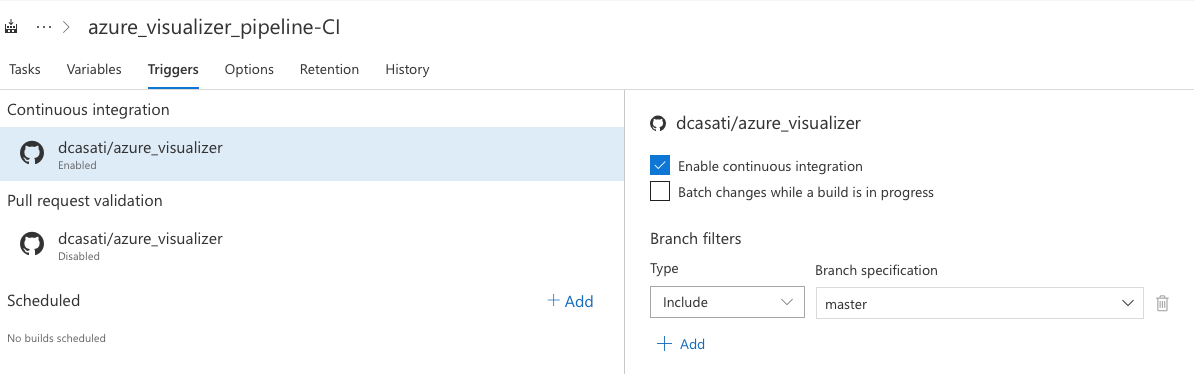 ... > azure_visualizer_pipeline-CI
Tasks Variables Triggers Options Retention History
Continuous integration
dcasati/azure_visualizer
Enabled
Pull request validation
dcasati/azure_visualizer
Disabled
Scheduled + Add
No builds scheduled
dcasati/azure_visualizer
Enable continuous integration
Batch changes while a build is in progress
Branch filters
Type Branch specification
Include master
+ Add